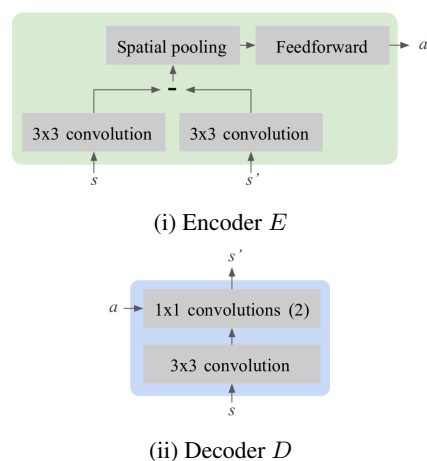 Spatial pooling Feedforward a
-
3x3 convolution 3x3 convolution
s s'
(i) Encoder E
s'
a 1x1 convolutions (2)
3x3 convolution
s
(ii) Decoder D